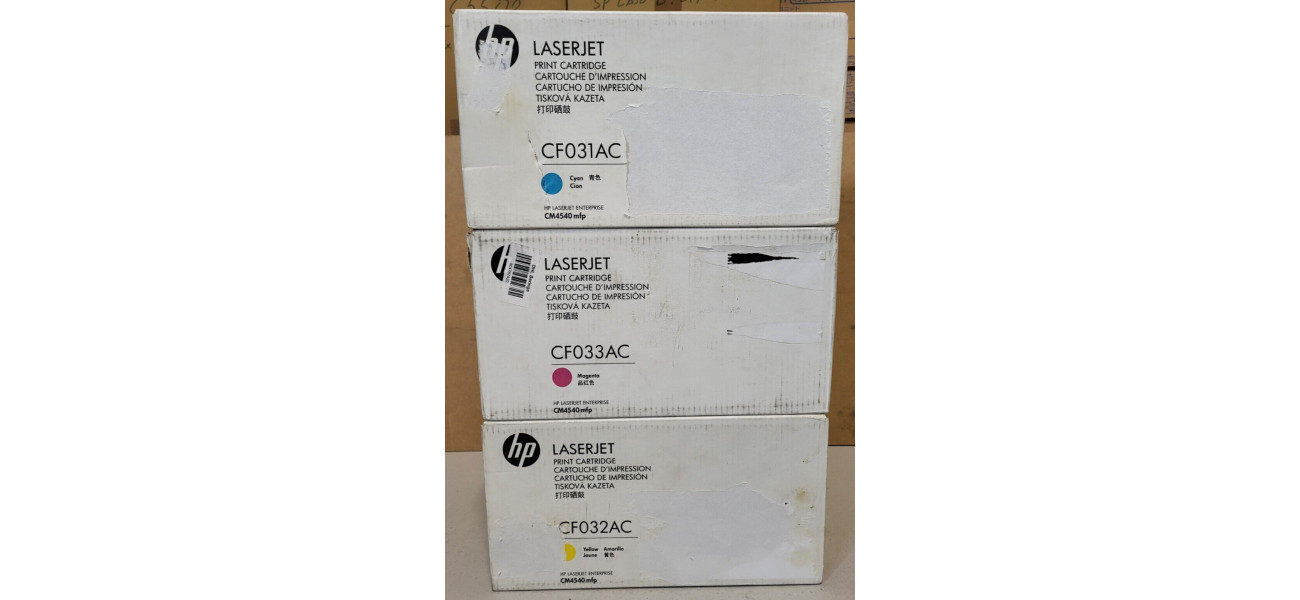 hp
LASERJET
PRINT CARTRIDGE
CARTOUCHE D'IMPRESSION
CARTUCHO DE IMPRESIÓN
TISKOVÁ KAZETA
打印硒鼓
CF031AC
Cyan 青色
Cian
HP LASERJET ENTERPRISE
CM4540 mfp
LASERJET
PRINT CARTRIDGE
CARTOUCHE D'IMPRESSION
CARTUCHO DE IMPRESIÓN
TISKOVÁ KAZETA
打印硒鼓
CF033AC
Magenta
品红色
HP LASERJET ENTERPRISE
CM4540 mfp
hp
LASERJET
PRINT CARTRIDGE
CARTOUCHE D'IMPRESSION
CARTUCHO DE IMPRESIÓN
TISKOVÁ KAZETA
打印硒鼓
CF032AC
Yellow Amarillo
Jaune 黄色
HP LASERJET ENTERPRISE
CM4540 mfp